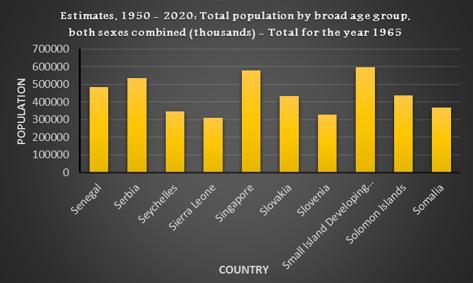 Estimates, 1950 - 2020: Total population by broad age group,
both sexes combined (thousands) - Total for the year 1965
POPULATION
700000
600000
500000
400000
300000
200000
100000
0
Senegal
Serbia
Seychelles
Sierra Leone
Singapore
Slovakia
Slovenia
Small Island Developing...
Solomon Islands
Somalia
COUNTRY